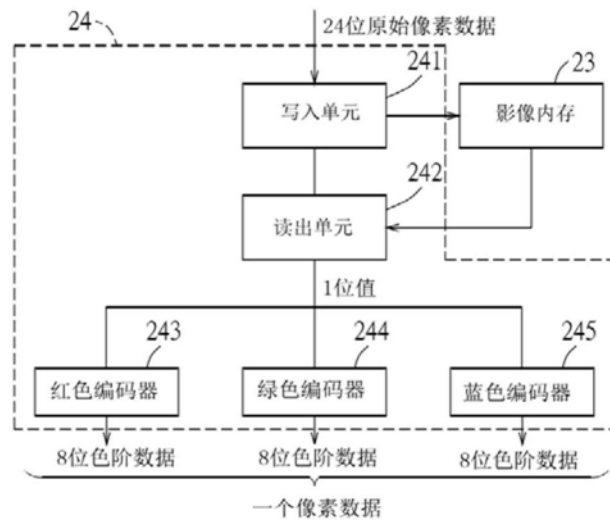 24
24位原始像素数据
241
23
写入单元
影像内存
242
读出单元
1位值
243
244
245
红色编码器
绿色编码器
蓝色编码器
8位色阶数据
8位色阶数据
8位色阶数据
一个像素数据